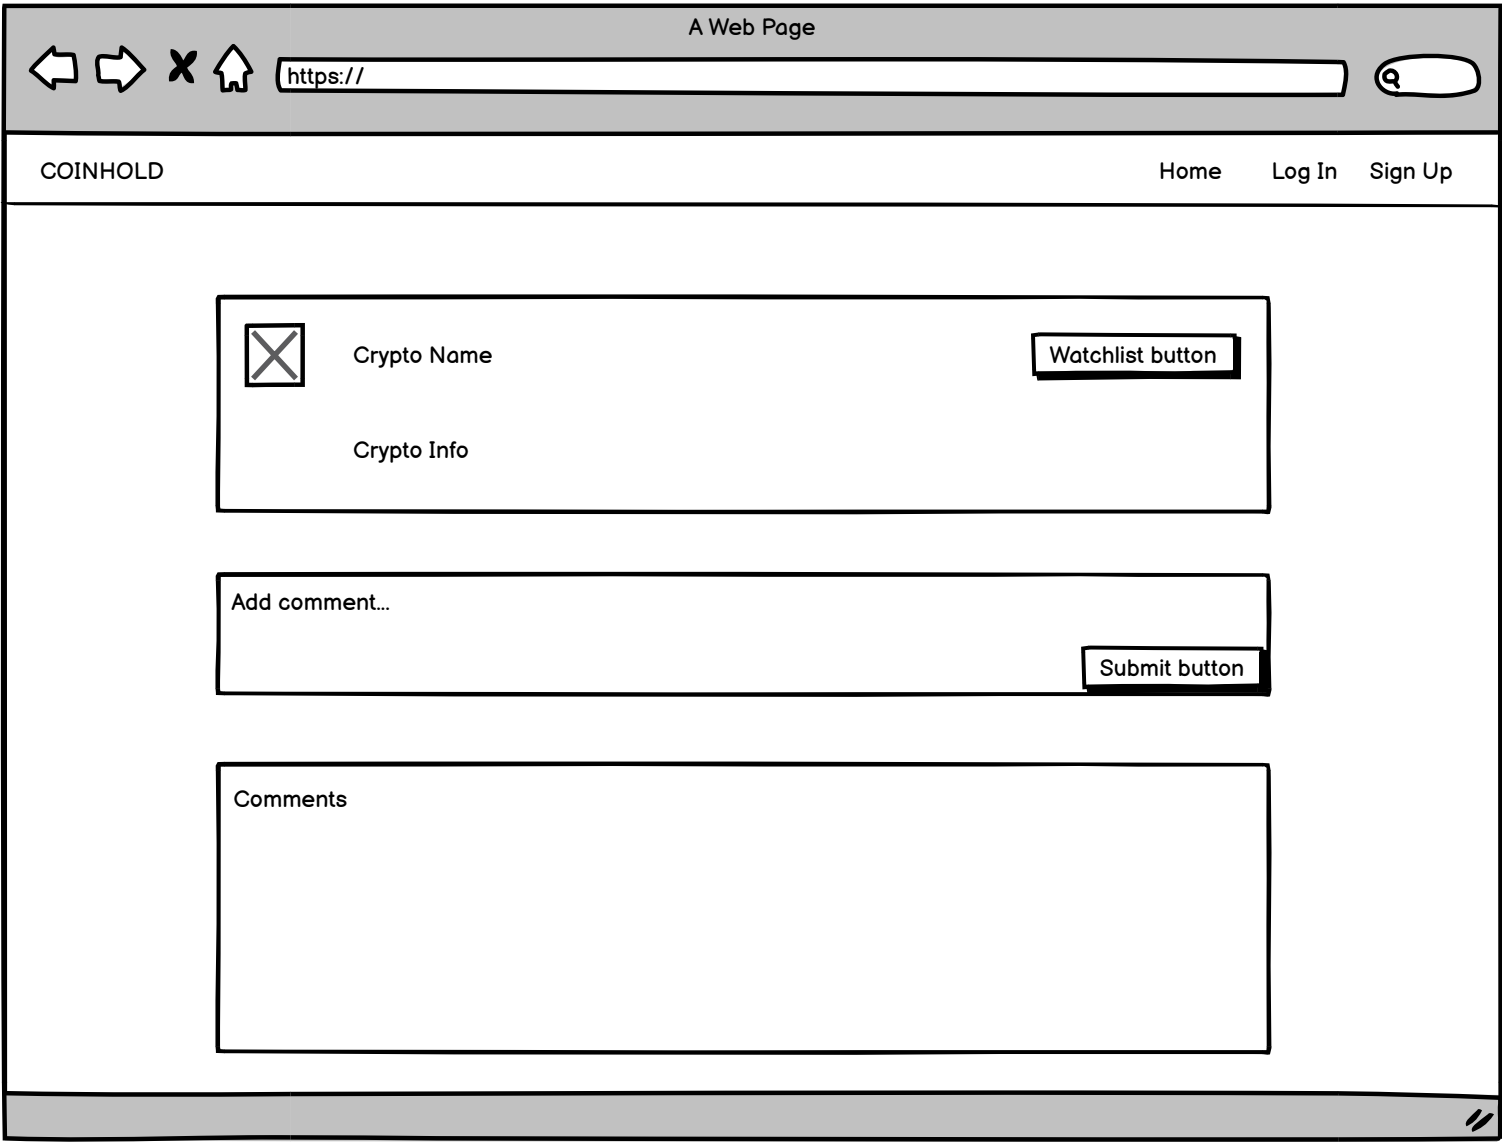 A Web Page
https://
COINHOLD Home Log In Sign Up
Crypto Name Watchlist button
Crypto Info
Add comment...
Submit button
Comments